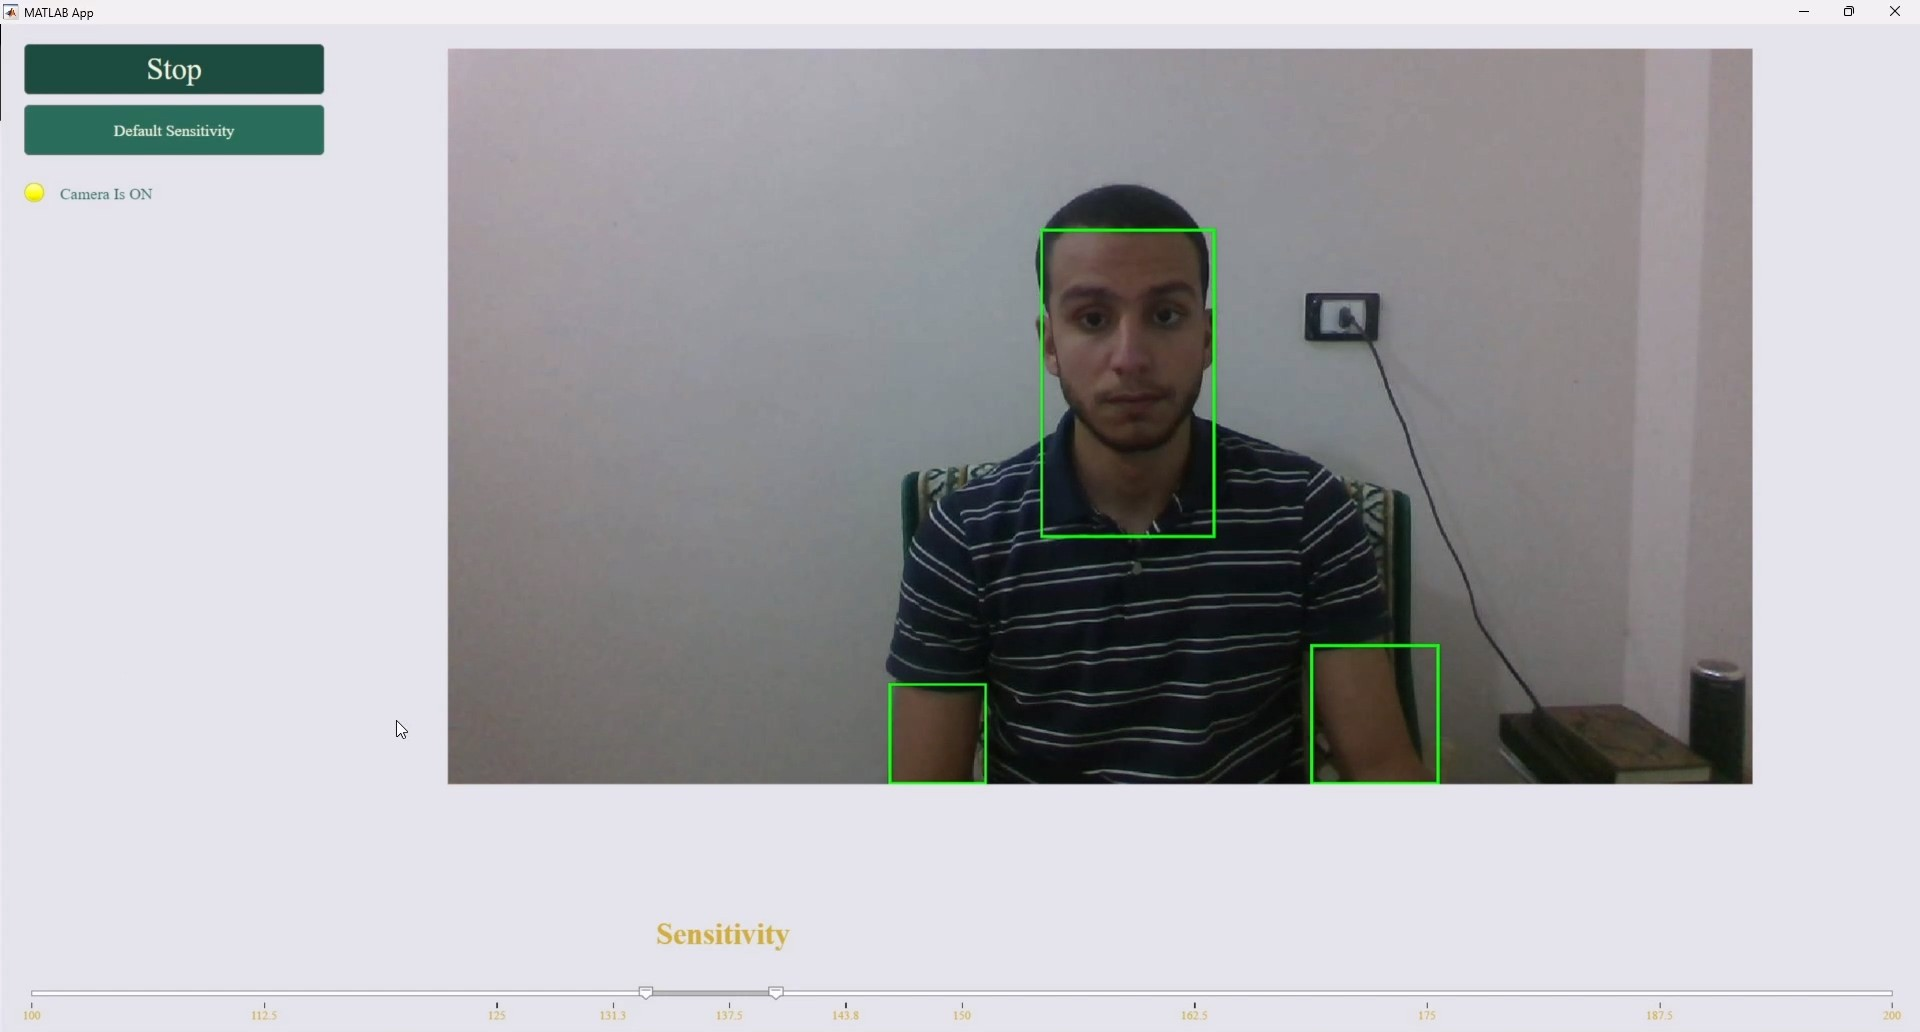 MATLAB App
Stop
Default Sensitivity
Camera Is ON
Sensitivity
100 112.5 125 131.3 137.5 143.8 150 162.5 175 187.5 200